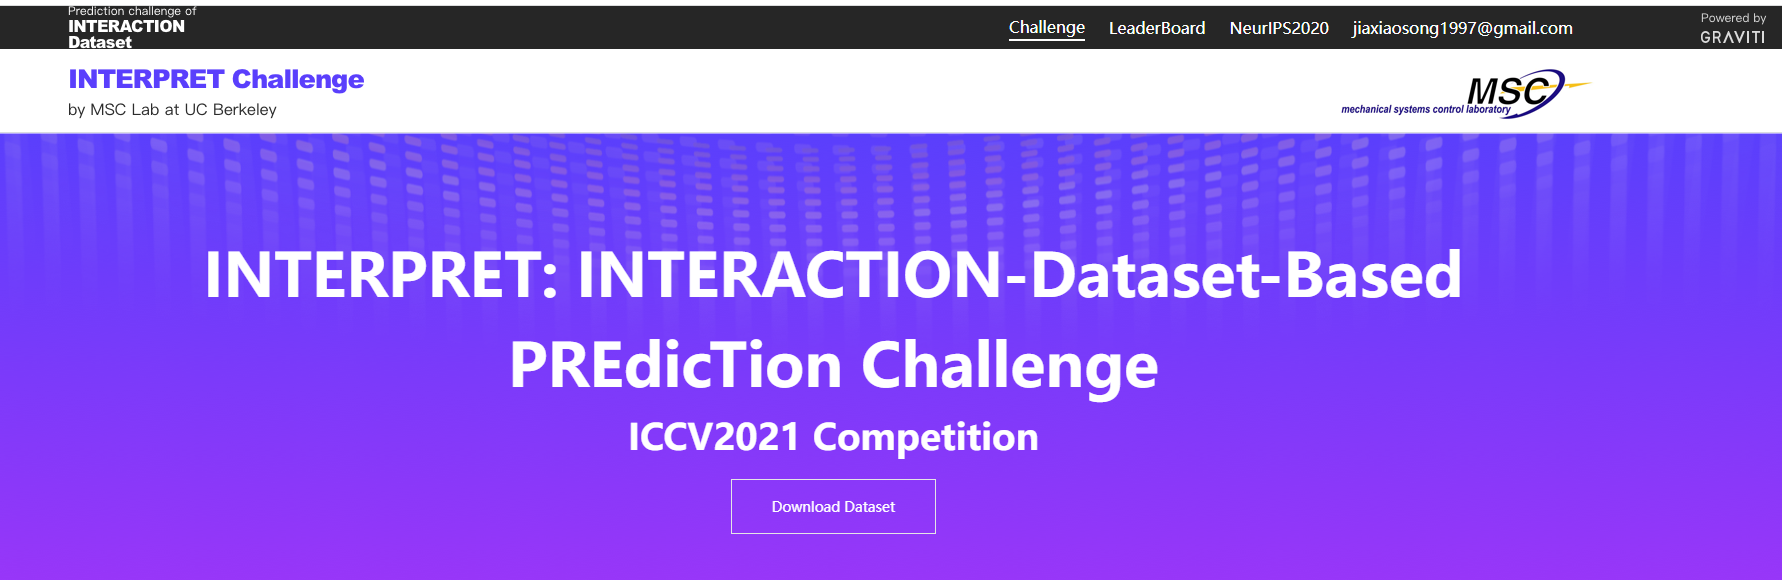 Prediction challenge of
INTERACTION
Dataset
Challenge LeaderBoard NeurIPS2020 jiaxiaosong1997@gmail.com
Powered by
GRAVITI
INTERPRET Challenge
by MSC Lab at UC Berkeley
MSC
mechanical systems control laboratory
INTERPRET: INTERACTION-Dataset-Based
PREdicTion Challenge
ICCV2021 Competition
Download Dataset